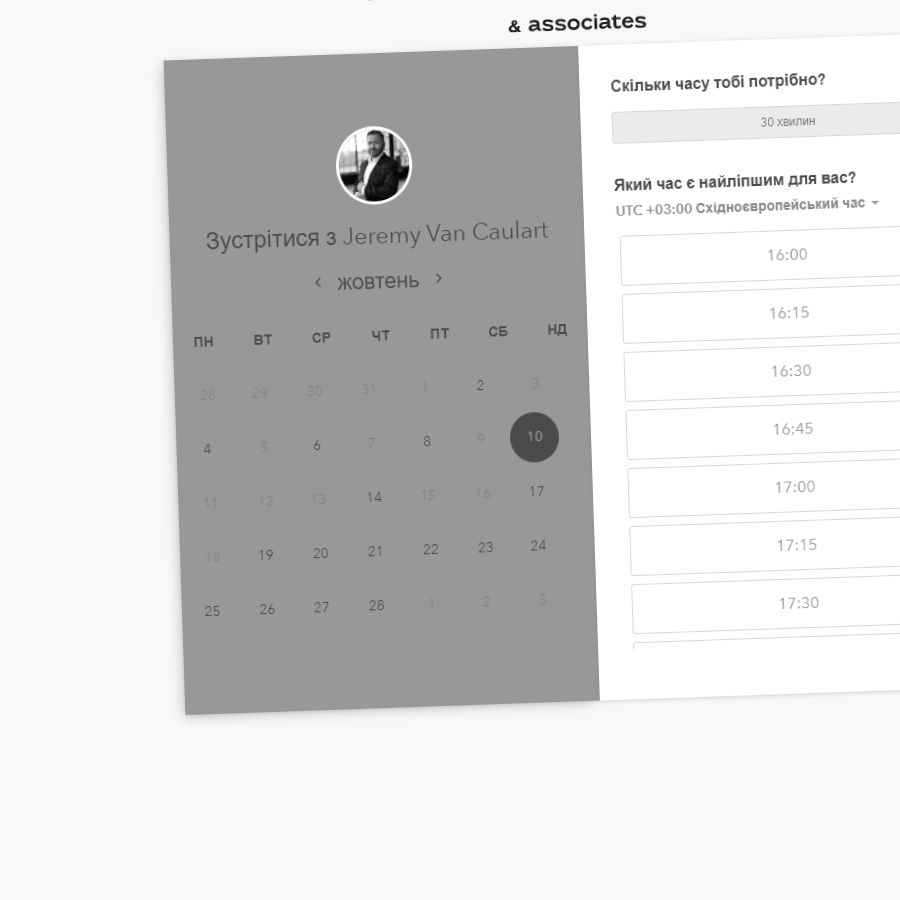 & associates
Зустрітися з Jeremy Van Caulart
жовтень
ПН ВТ СР ЧТ ПТ СБ НД
28 29 30 31 1 2 3
4 5 6 7 8 9 10
11 12 13 14 15 16 17
18 19 20 21 22 23 24
25 26 27 28 1 2 3
Скільки часу тобі потрібно?
30 хвилин
Який час є найліпшим для вас?
UTC +03:00 Східноєвропейський час
16:00
16:15
16:30
16:45
17:00
17:15
17:30